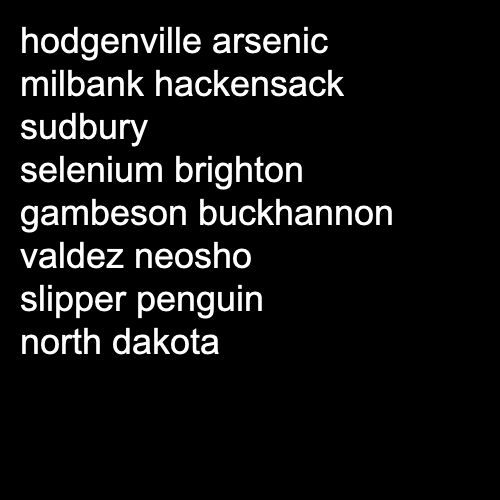 hodgenville arsenic
milbank hackensack
sudbury
selenium brighton
gambeson buckhannon
valdez neosho
slipper penguin
north dakota